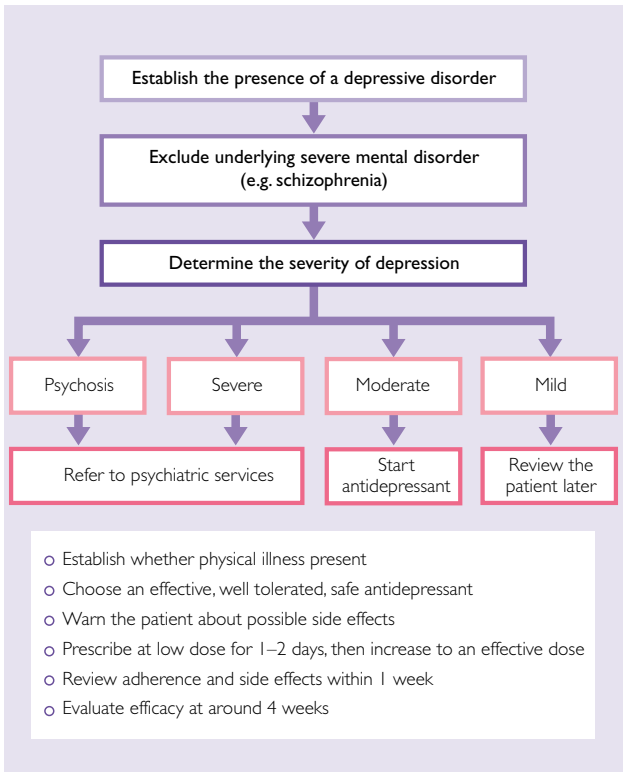 Establish the presence of a depressive disorder
Exclude underlying severe mental disorder
(e.g. schizophrenia)
Determine the severity of depression
Psychosis
Severe
Moderate
Mild
Refer to psychiatric services
Start
antidepressant
Review the
patient later
Establish whether physical illness present
Choose an effective, well tolerated, safe antidepressant
Warn the patient about possible side effects
Prescribe at low dose for 1–2 days, then increase to an effective dose
Review adherence and side effects within 1 week
Evaluate efficacy at around 4 weeks